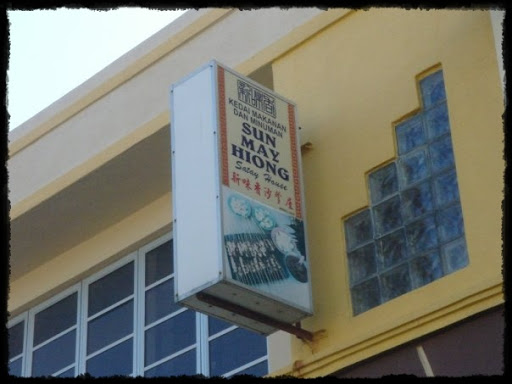 KEDAI MAKANAN
DAN MINUMAN
SUN
MAY
HIONG
Satay House
新味香沙爹屋